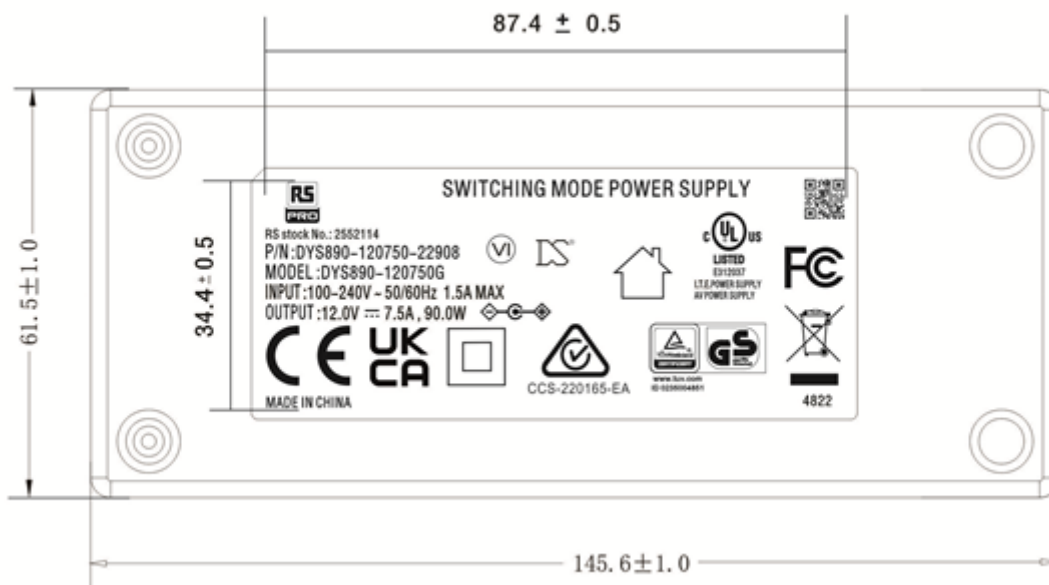 87.4 ± 0.5
61.5±1.0
34.4±0.5
RS
PRO
SWITCHING MODE POWER SUPPLY
RS stock No.: 2552114
P/N:DYS890-120750-22908
MODEL:DYS890-120750G
INPUT:100-240V~50/60Hz 1.5A MAX
OUTPUT:12.0V⎓7.5A, 90.0W
VI
C UL US
LISTED
E312037
I.T.E.POWER SUPPLY
AV POWER SUPPLY
FC
CE
UK
CA
CCS-220165-EA
GS
www.tuv.com
MADE IN CHINA
4822
145.6±1.0